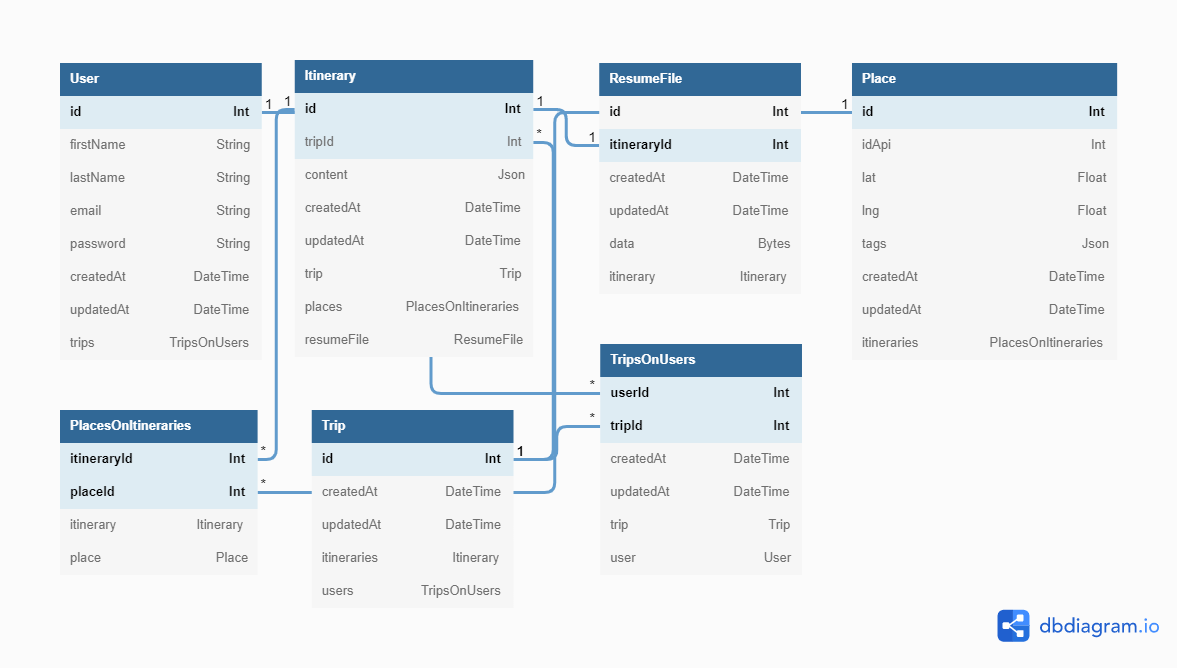 User
id Int
firstName String
lastName String
email String
password String
createdAt DateTime
updatedAt DateTime
trips TripsOnUsers
1
1
Itinerary
id Int
tripId Int
content Json
createdAt DateTime
updatedAt DateTime
trip Trip
places PlacesOnItineraries
resumeFile ResumeFile
1
*
1
ResumeFile
id Int
itineraryId Int
createdAt DateTime
updatedAt DateTime
data Bytes
itinerary Itinerary
1
Place
id Int
idApi Int
lat Float
lng Float
tags Json
createdAt DateTime
updatedAt DateTime
itineraries PlacesOnItineraries
PlacesOnItineraries
itineraryId Int
placeId Int
itinerary Itinerary
place Place
*
*
Trip
id Int
createdAt DateTime
updatedAt DateTime
itineraries Itinerary
users TripsOnUsers
1
*
*
TripsOnUsers
userId Int
tripId Int
createdAt DateTime
updatedAt DateTime
trip Trip
user User
dbdiagram.io